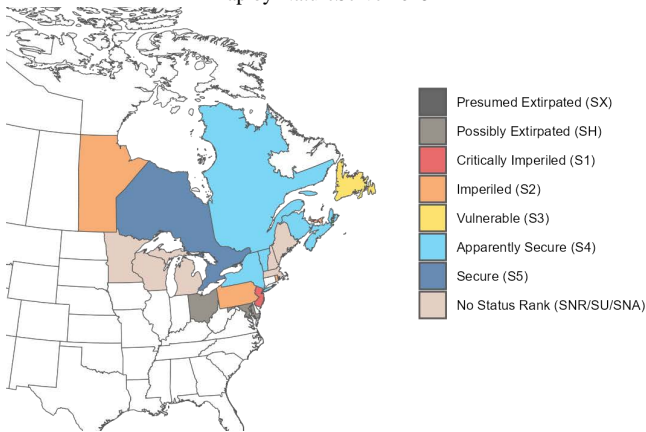 Presumed Extirpated (SX)
Possibly Extirpated (SH)
Critically Imperiled (S1)
Imperiled (S2)
Vulnerable (S3)
Apparently Secure (S4)
Secure (S5)
No Status Rank (SNR/SU/SNA)